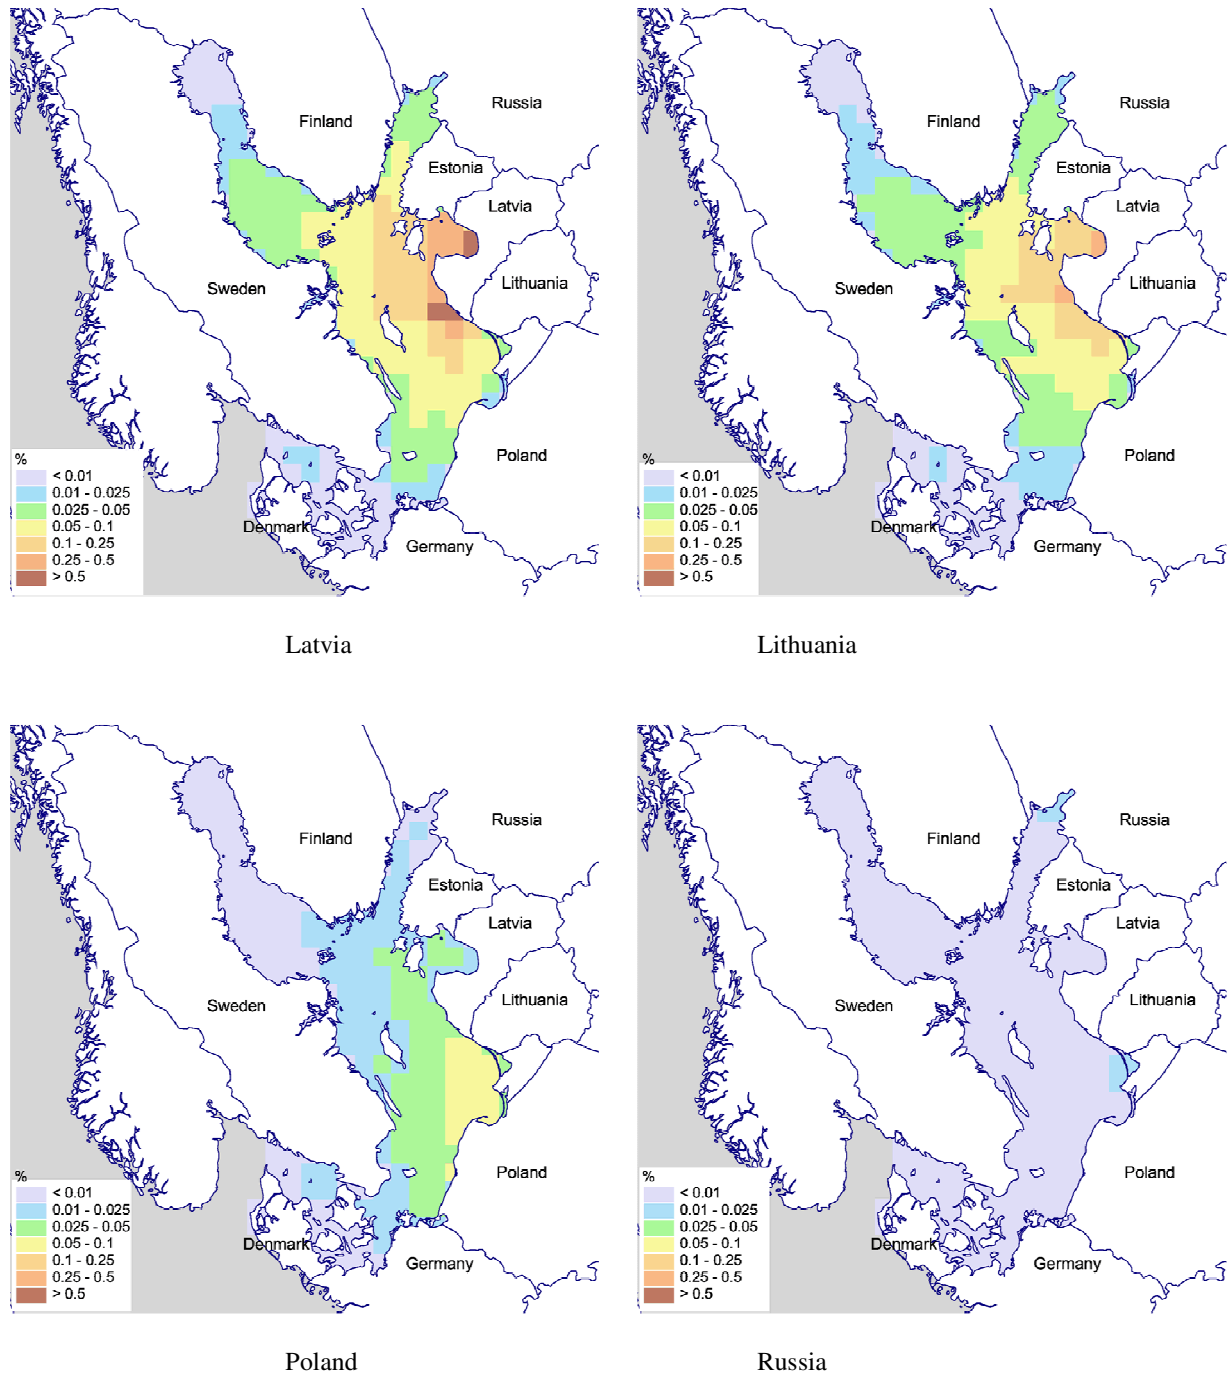 Russia
Finland
Estonia
Latvia
Lithuania
Sweden
Poland
Denmark
Germany
%
< 0.01
0.01 - 0.025
0.025 - 0.05
0.05 - 0.1
0.1 - 0.25
0.25 - 0.5
> 0.5
Russia
Finland
Estonia
Latvia
Lithuania
Sweden
Poland
Denmark
Germany
%
< 0.01
0.01 - 0.025
0.025 - 0.05
0.05 - 0.1
0.1 - 0.25
0.25 - 0.5
> 0.5
Latvia
Lithuania
Russia
Finland
Estonia
Latvia
Lithuania
Sweden
Poland
Denmark
Germany
%
< 0.01
0.01 - 0.025
0.025 - 0.05
0.05 - 0.1
0.1 - 0.25
0.25 - 0.5
> 0.5
Russia
Finland
Estonia
Latvia
Lithuania
Sweden
Poland
Denmark
Germany
%
< 0.01
0.01 - 0.025
0.025 - 0.05
0.05 - 0.1
0.1 - 0.25
0.25 - 0.5
> 0.5
Poland
Russia